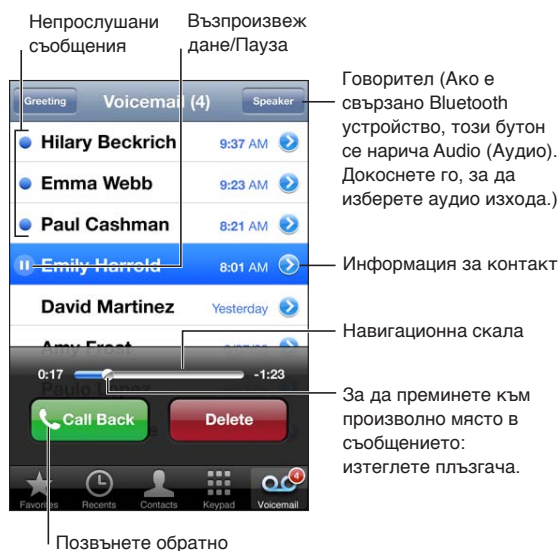 Непрослушани
съобщения
Възпроизвеж
дане/Пауза
Greeting
Voicemail (4)
Speaker
Hilary Beckrich
9:37 AM
Emma Webb
9:23 AM
Paul Cashman
8:21 AM
Emily Harrold
8:01 AM
David Martinez
Yesterday
Amy Frost
0:17
-1:23
Paulo Lopez
Call Back
Delete
Favorites
Recents
Contacts
Keypad
4
Voicemail
Говорител (Ако е
свързано Bluetooth
устройство, този бутон
се нарича Audio (Аудио).
Докоснете го, за да
изберете аудио изхода.)
Информация за контакт
Навигационна скала
За да преминете към
произволно място в
съобщението:
изтеглете плъзгача.
Позвънете обратно